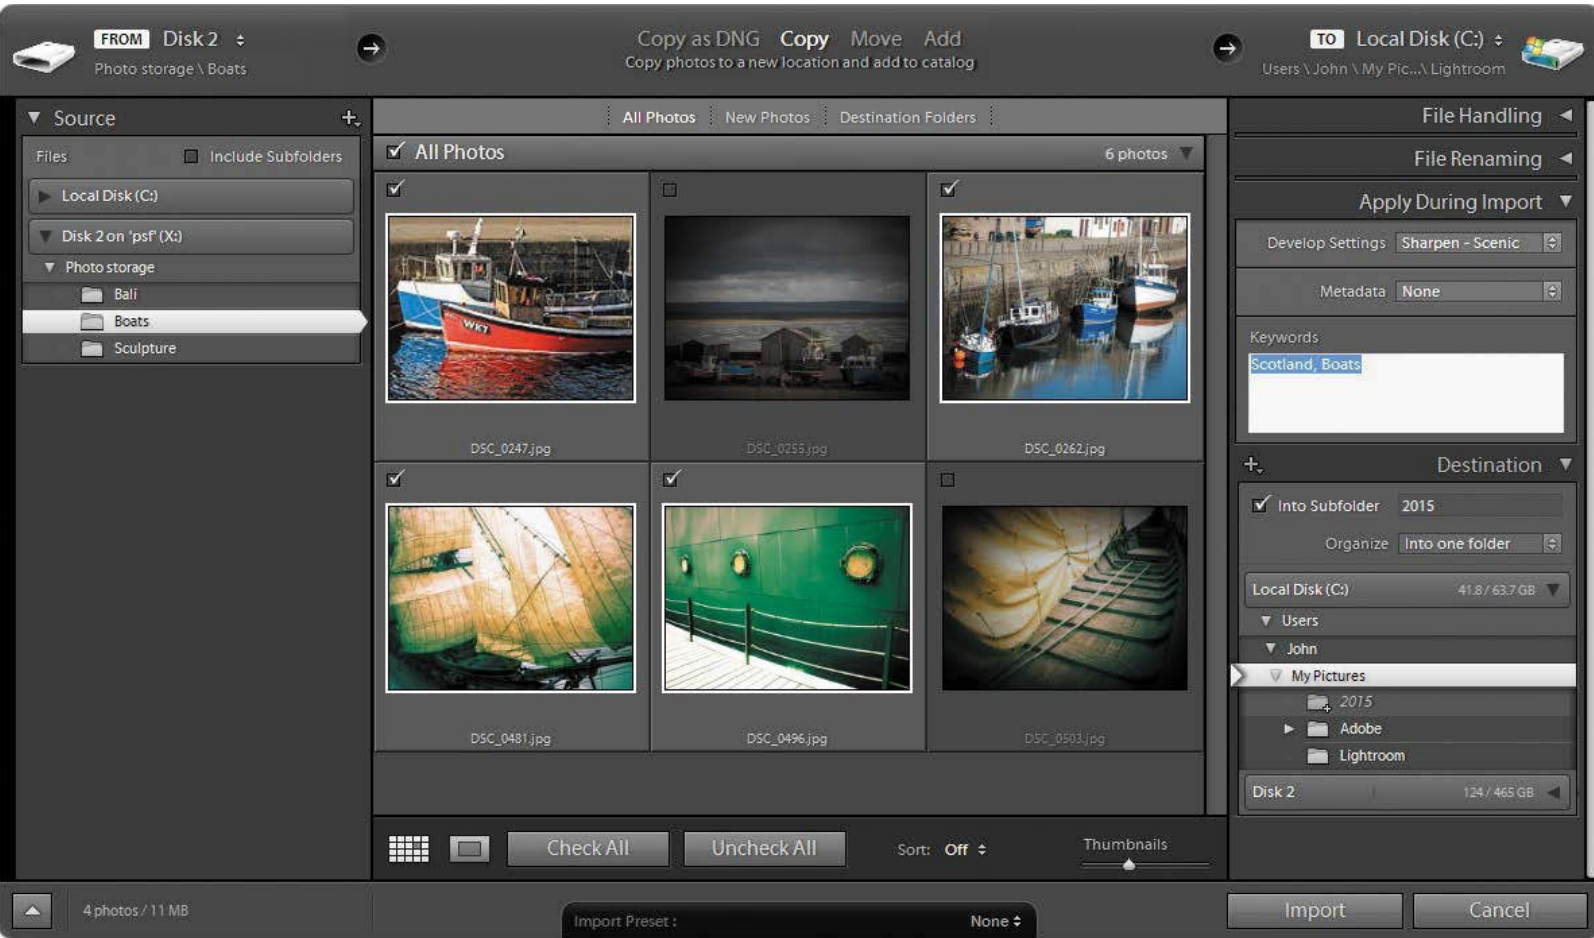 FROM Disk 2
Photo storage \ Boats
Copy as DNG Copy Move Add
Copy photos to a new location and add to catalog
TO Local Disk (C:)
Users \ John \ My Pic...\ Lightroom
Source
Files Include Subfolders
Local Disk (C:)
Disk 2 on 'psf' (X:)
Photo storage
Bali
Boats
Sculpture
All Photos New Photos Destination Folders
All Photos 6 photos
WK7
DSC_0247.jpg
DSC_0255.jpg
DSC_0262.jpg
DSC_0481.jpg
DSC_0496.jpg
DSC_0503.jpg
Check All Uncheck All Sort: Off Thumbnails
File Handling
File Renaming
Apply During Import
Develop Settings Sharpen - Scenic
Metadata None
Keywords
Scotland, Boats
Destination
Into Subfolder 2015
Organize Into one folder
Local Disk (C:) 41.8 / 63.7 GB
Users
John
My Pictures
2015
Adobe
Lightroom
Disk 2 124 / 465 GB
4 photos / 11 MB
Import Preset : None
Import Cancel